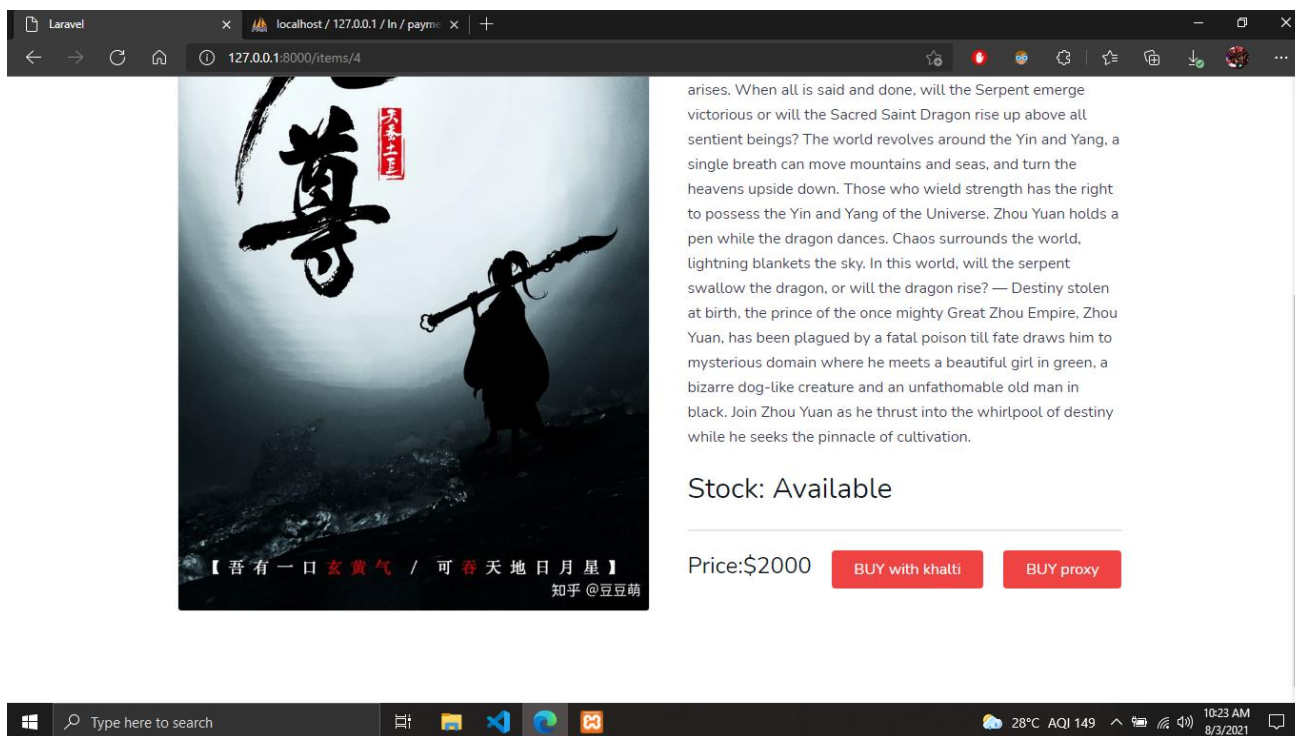 Laravel
localhost / 127.0.0.1 / ln / payme
127.0.0.1:8000/items/4
尊
天蚕土豆
【吾有一口玄黄气 / 可吞天地日月星】
知乎 @豆豆萌
arises. When all is said and done, will the Serpent emerge
victorious or will the Sacred Saint Dragon rise up above all
sentient beings? The world revolves around the Yin and Yang, a
single breath can move mountains and seas, and turn the
heavens upside down. Those who wield strength has the right
to possess the Yin and Yang of the Universe. Zhou Yuan holds a
pen while the dragon dances. Chaos surrounds the world,
lightning blankets the sky. In this world, will the serpent
swallow the dragon, or will the dragon rise? — Destiny stolen
at birth, the prince of the once mighty Great Zhou Empire, Zhou
Yuan, has been plagued by a fatal poison till fate draws him to
mysterious domain where he meets a beautiful girl in green, a
bizarre dog-like creature and an unfathomable old man in
black. Join Zhou Yuan as he thrust into the whirlpool of destiny
while he seeks the pinnacle of cultivation.
Stock: Available
Price:$2000 BUY with khalti BUY proxy
Type here to search
28°C AQI 149
10:23 AM
8/3/2021